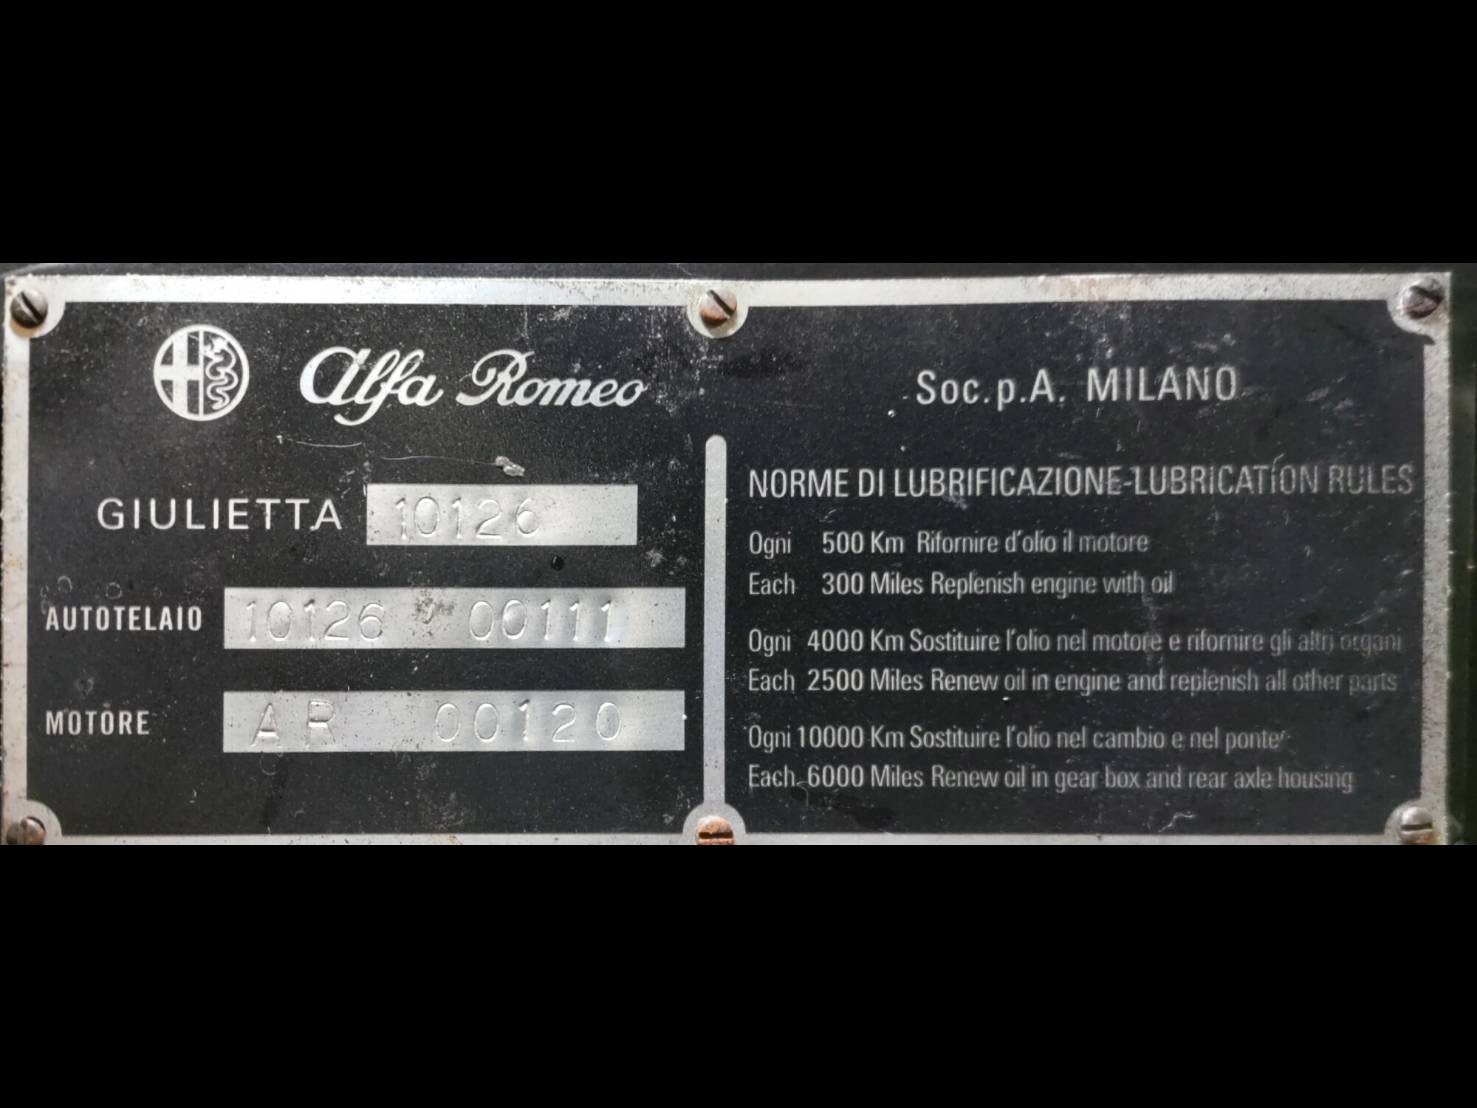 Alfa Romeo
GIULIETTA 10126
AUTOTELAIO 10126 00111
MOTORE AR 00120
Soc.p.A. MILANO
NORME DI LUBRIFICAZIONE-LUBRICATION RULES
Ogni 500 Km Rifornire d'olio il motore
Each 300 Miles Replenish engine with oil
Ogni 4000 Km Sostituire l'olio nel motore e rifornire gli altri organi
Each 2500 Miles Renew oil in engine and replenish all other parts
Ogni 10000 Km Sostituire l'olio nel cambio e nel ponte
Each 6000 Miles Renew oil in gear box and rear axle housing